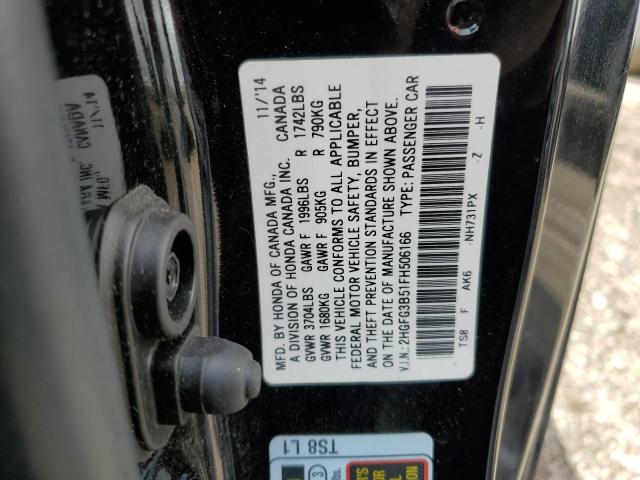 MFD. BY HONDA OF CANADA MFG., 11/'14
A DIVISION OF HONDA CANADA INC. CANADA
GVWR 3704LBS GAWR F 1996LBS R 1742LBS
GVWR 1680KG GAWR F 905KG R 790KG
THIS VEHICLE CONFORMS TO ALL APPLICABLE
FEDERAL MOTOR VEHICLE SAFETY, BUMPER,
AND THEFT PREVENTION STANDARDS IN EFFECT
ON THE DATE OF MANUFACTURE SHOWN ABOVE.
V.I.N.: 2HGFG3B51FH506166 TYPE: PASSENGER CAR
TS8 F AK6 -NH731PX -Z -H
TS8 L1